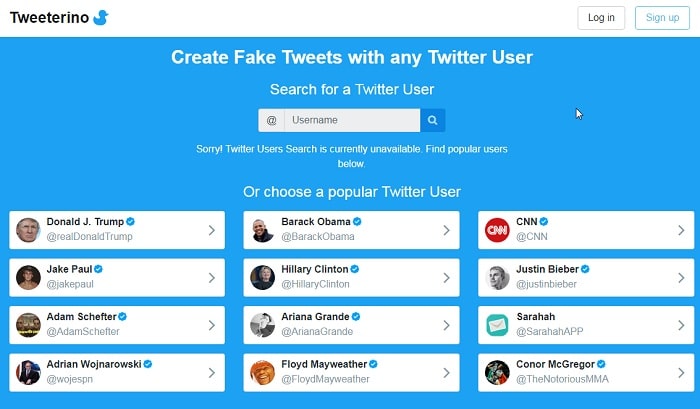 Tweeterino
Log in
Sign up
Create Fake Tweets with any Twitter User
Search for a Twitter User
@ Username
Sorry! Twitter Users Search is currently unavailable. Find popular users
below.
Or choose a popular Twitter User
Donald J. Trump
@realDonaldTrump
Barack Obama
@BarackObama
CNN
CNN
@CNN
Jake Paul
@jakepaul
Hillary Clinton
@HillaryClinton
Justin Bieber
@justinbieber
Adam Schefter
@AdamSchefter
Ariana Grande
@ArianaGrande
Sarahah
@SarahahAPP
Adrian Wojnarowski
@wojespn
Floyd Mayweather
@FloydMayweather
Conor McGregor
@TheNotoriousMMA